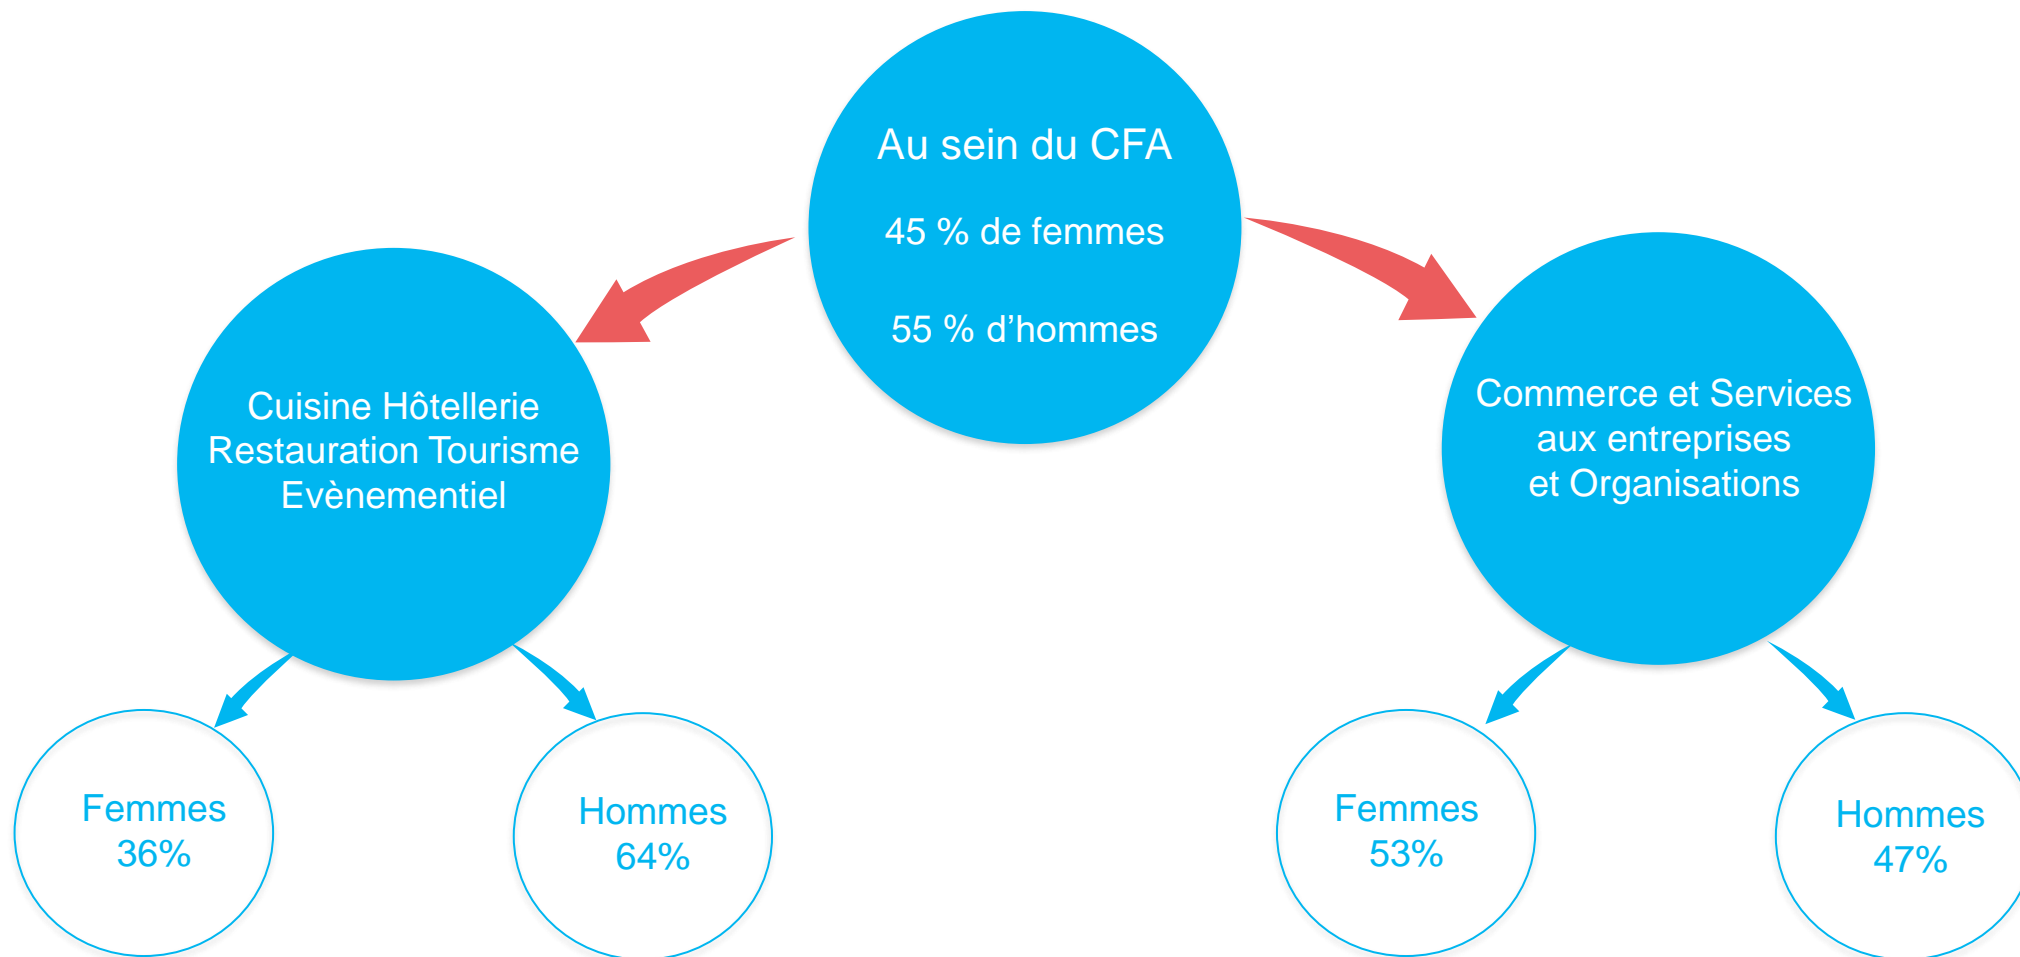 Au sein du CFA
45 % de femmes
55 % d’hommes
Cuisine Hôtellerie
Restauration Tourisme
Evènementiel
Commerce et Services
aux entreprises
et Organisations
Femmes
36%
Hommes
64%
Femmes
53%
Hommes
47%